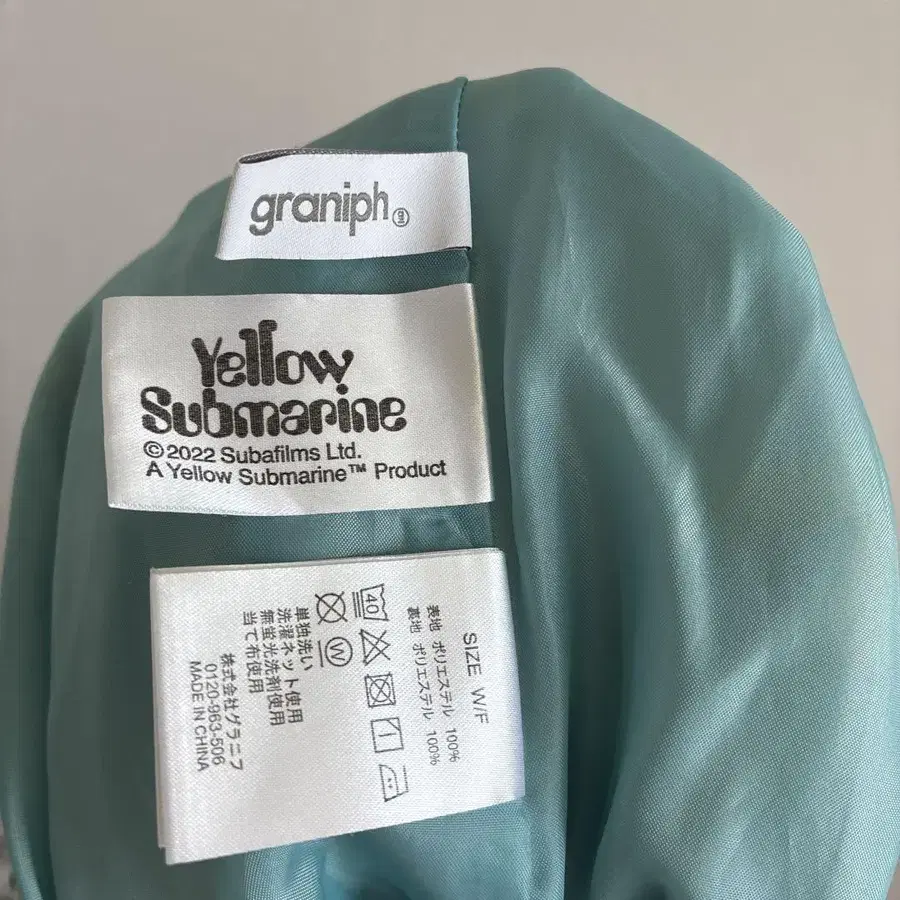 graniph
Yellow
Submarine
©2022 Subafilms Ltd.
A Yellow Submarine™ Product
SIZE W/F
表地 ポリエステル 100%
裏地 ポリエステル 100%
40
W
単独洗い
洗濯ネット使用
無蛍光洗剤使用
当て布使用
株式会社グラニフ
0120-963-506
MADE IN CHINA